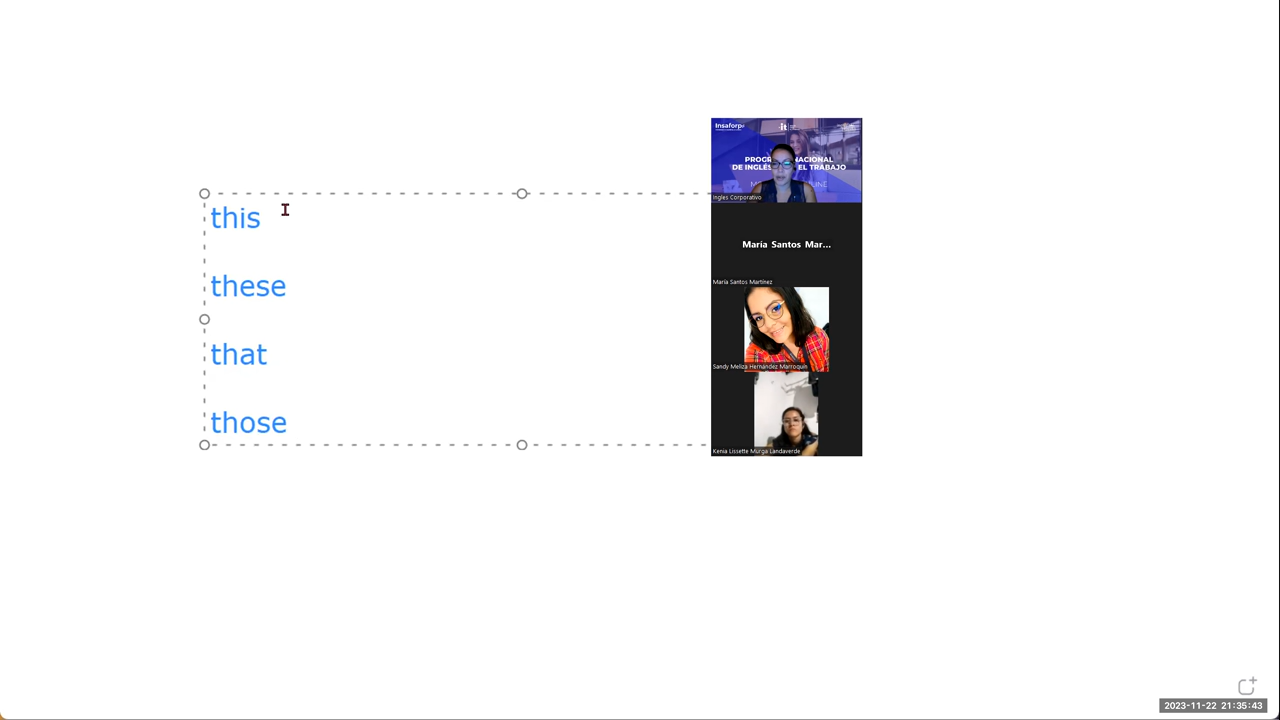 this
these
that
those
Insaforp
PROGR NACIONAL
DE INGLÉS EL TRABAJO
Ingles Corporativo
María Santos Mar...
María Santos Martínez
Sandy Meliza Hernández Marroquín
Kenia Lissette Murga Landaverde
2023-11-22 21:35:43